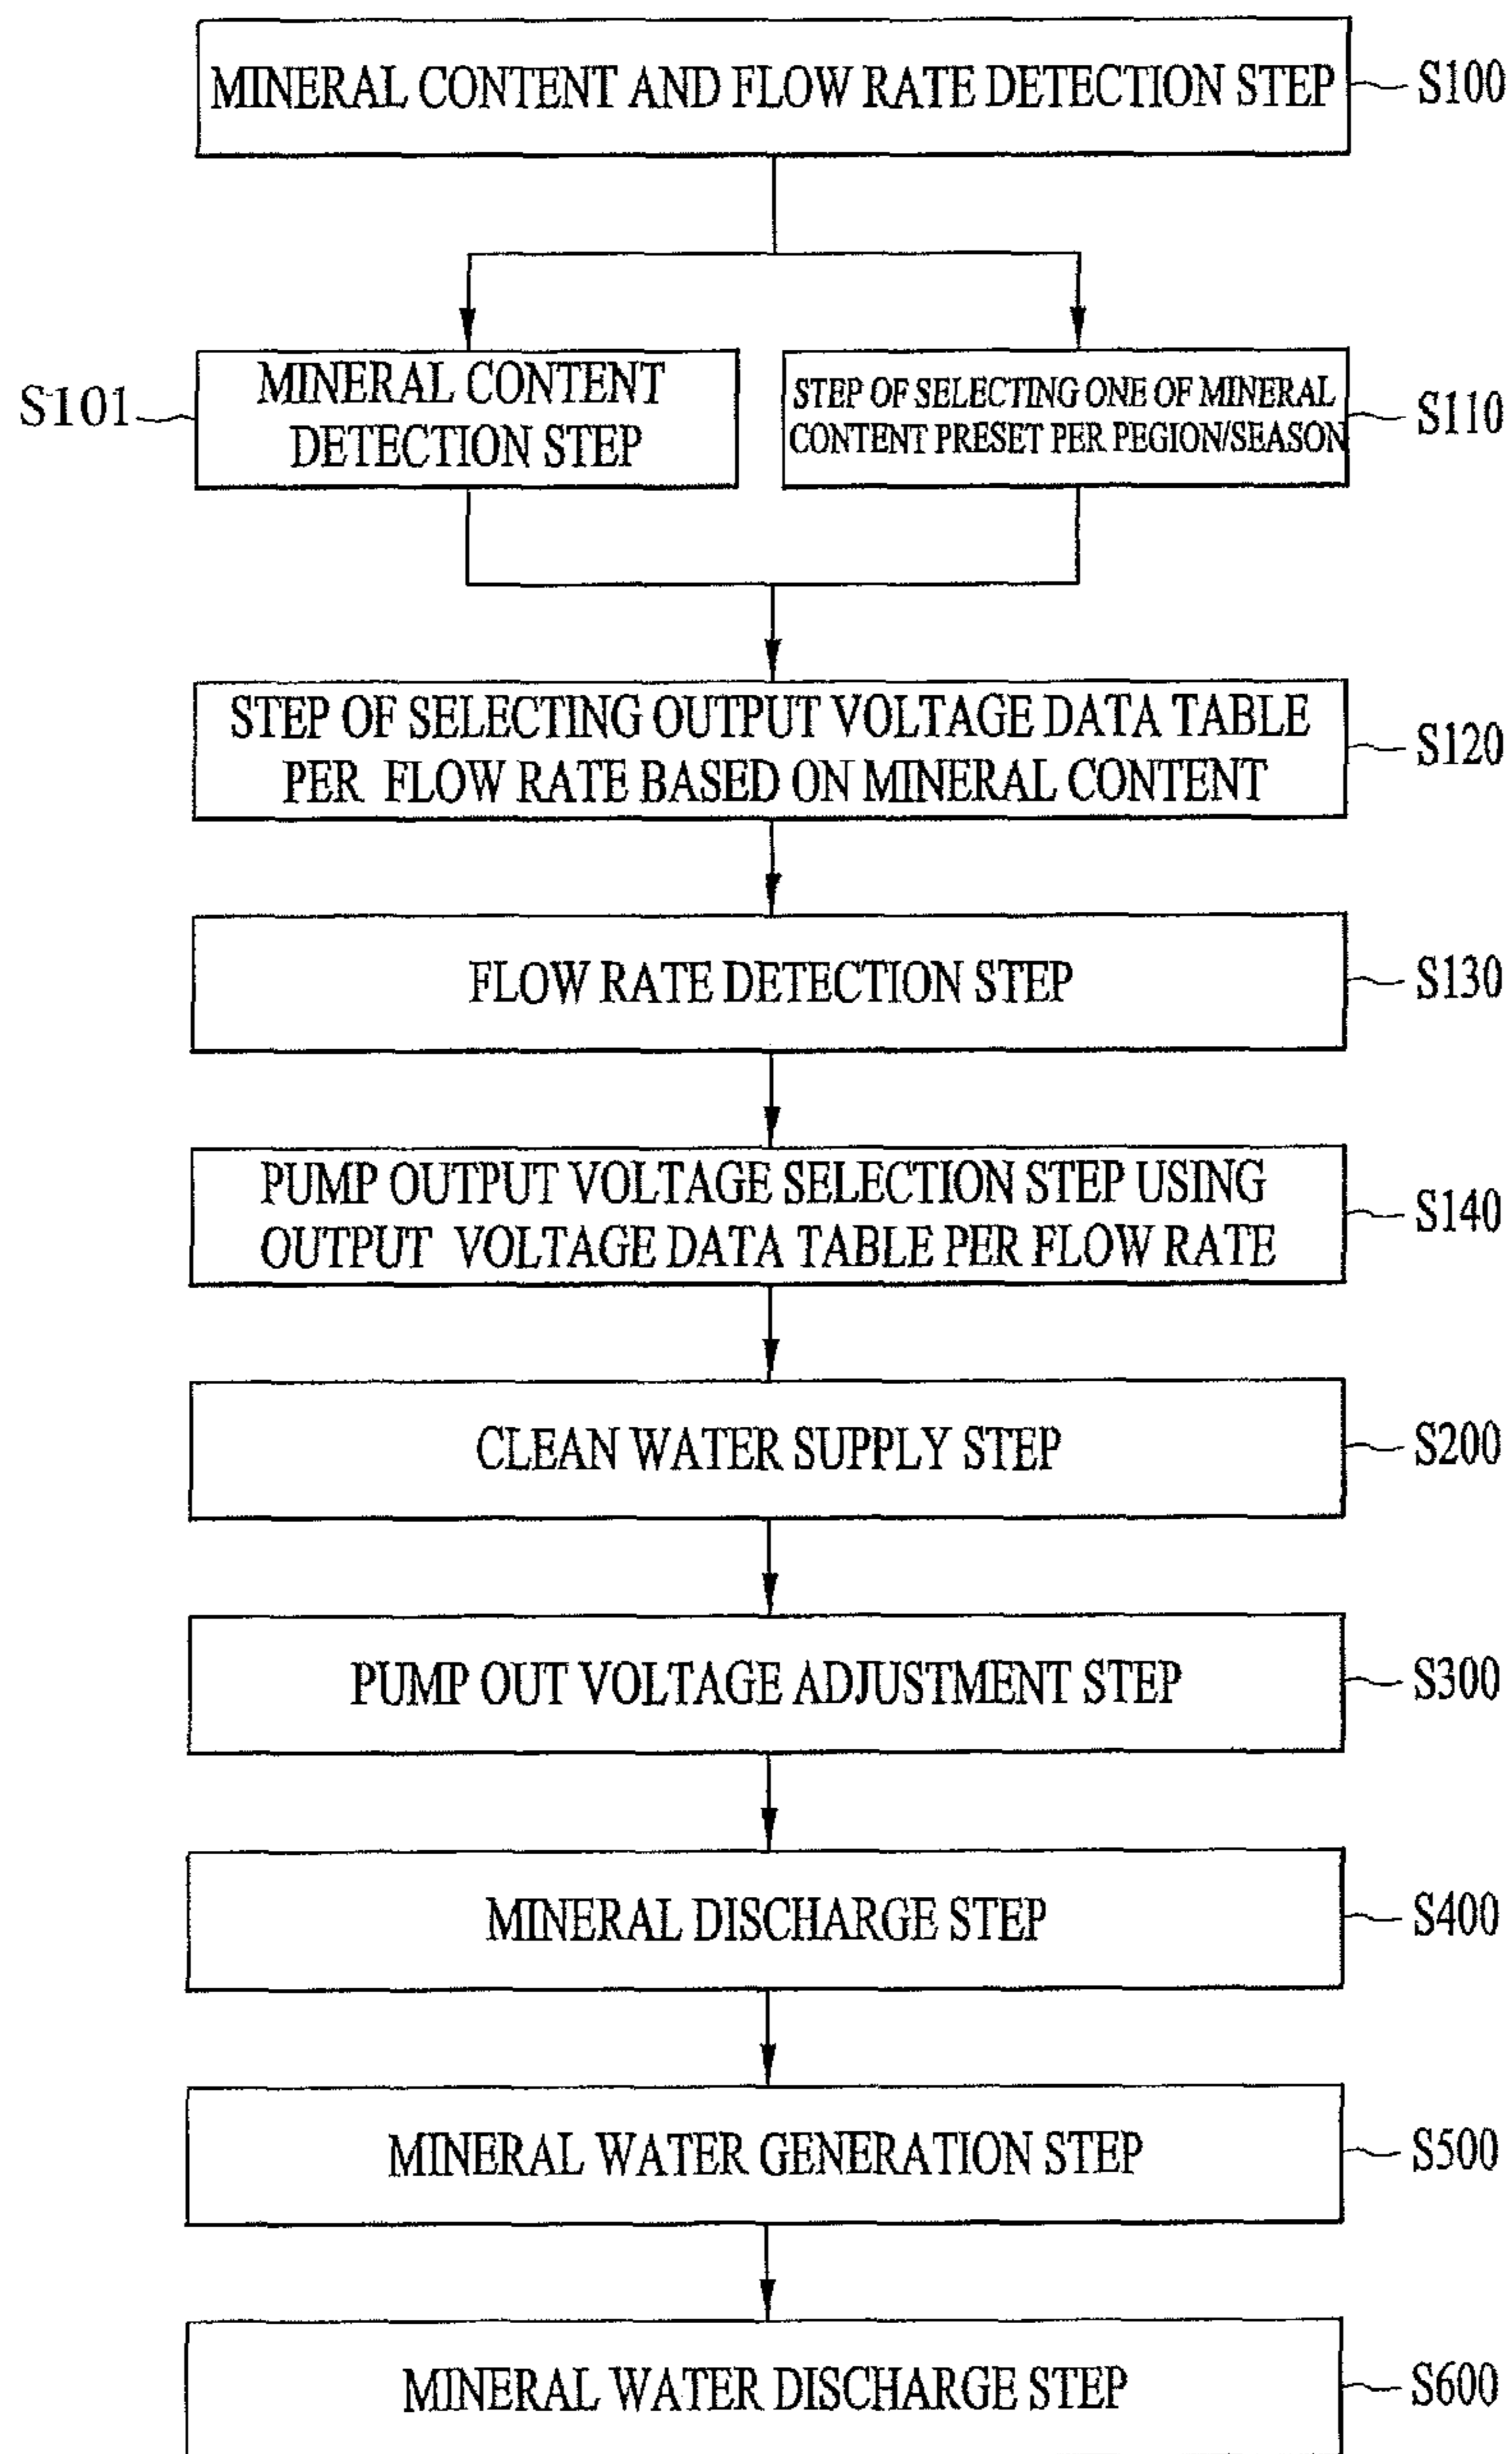 MINERAL CONTENT AND FLOW RATE DETECTION STEP
S100
S101
MINERAL CONTENT
DETECTION STEP
STEP OF SELECTING ONE OF MINERAL
CONTENT PRESET PER PEGION/SEASON
S110
STEP OF SELECTING OUTPUT VOLTAGE DATA TABLE
PER FLOW RATE BASED ON MINERAL CONTENT
S120
FLOW RATE DETECTION STEP
S130
PUMP OUTPUT VOLTAGE SELECTION STEP USING
OUTPUT VOLTAGE DATA TABLE PER FLOW RATE
S140
CLEAN WATER SUPPLY STEP
S200
PUMP OUT VOLTAGE ADJUSTMENT STEP
S300
MINERAL DISCHARGE STEP
S400
MINERAL WATER GENERATION STEP
S500
MINERAL WATER DISCHARGE STEP
S600